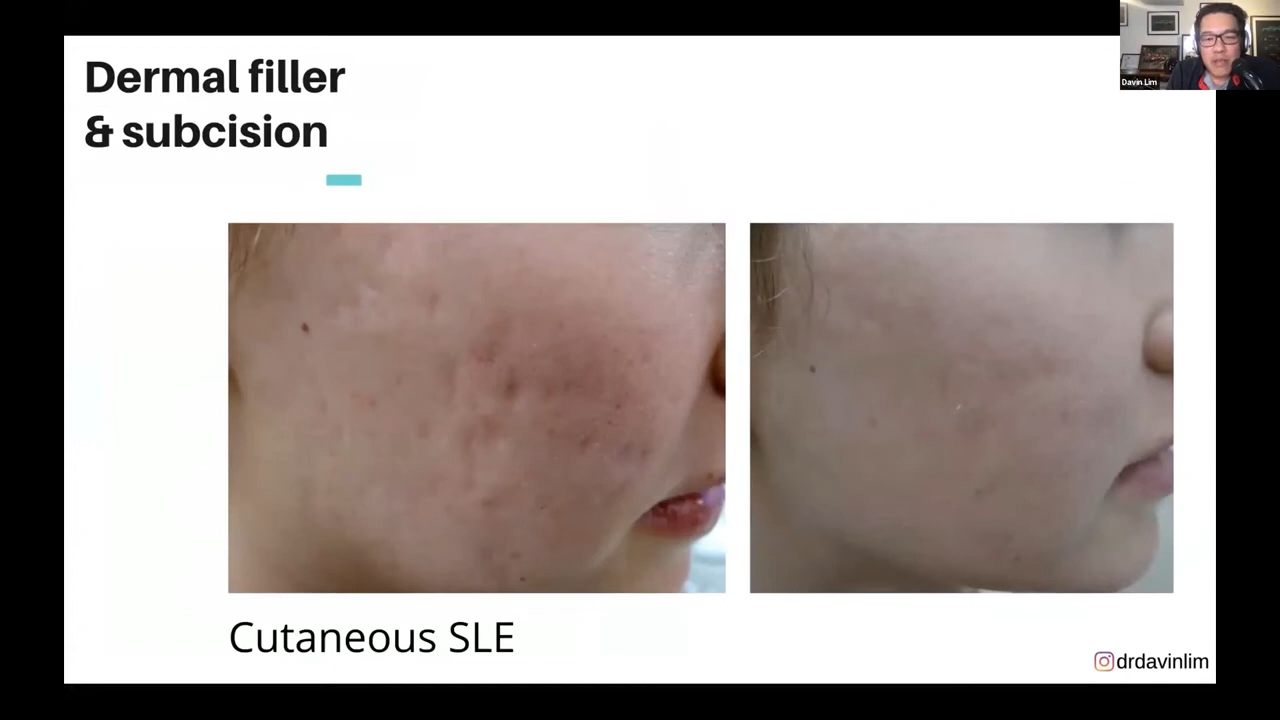 Dermal filler
& subcision
Davin Lim
Cutaneous SLE
drdavinlim